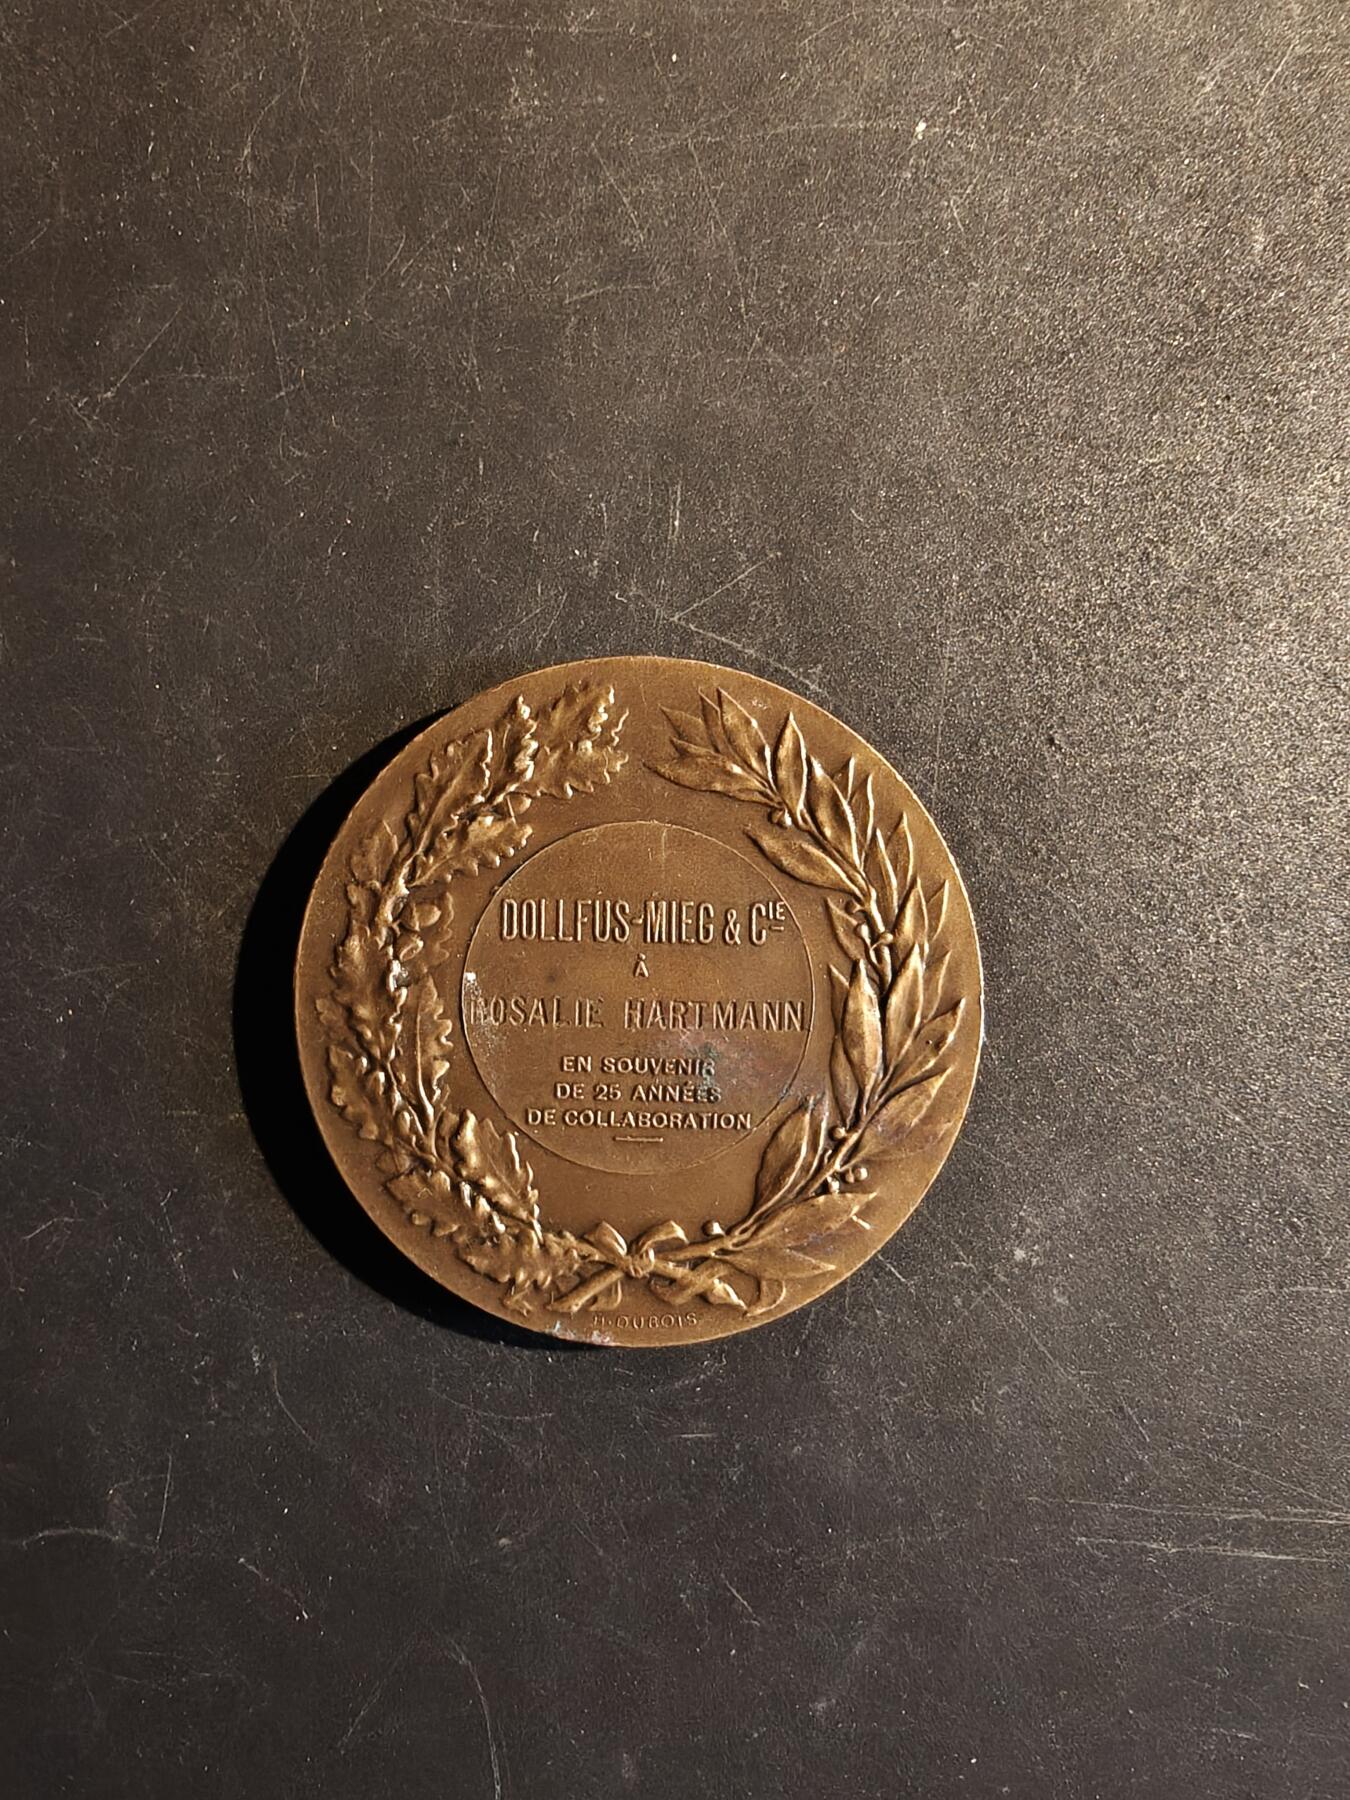 DOLLFUS-MIEG & CIE
À
ROSALIE HARTMANN
EN SOUVENIR
DE 25 ANNÉES
DE COLLABORATION
H. DUBOIS